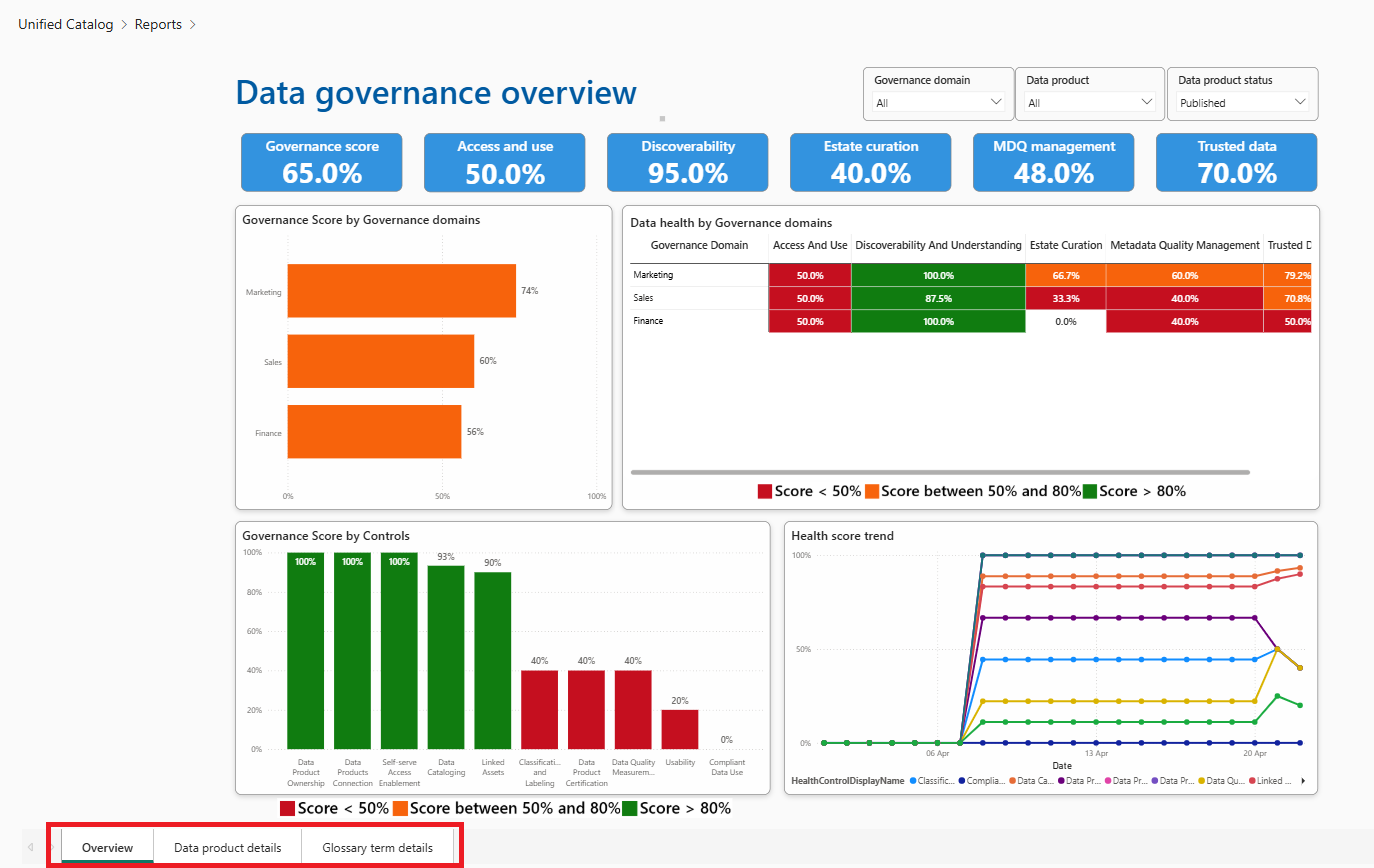 Unified Catalog > Reports >
Data governance overview
Governance domain
All
Data product
All
Data product status
Published
Governance score
65.0%
Access and use
50.0%
Discoverability
95.0%
Estate curation
40.0%
MDQ management
48.0%
Trusted data
70.0%
Governance Score by Governance domains
Marketing 74%
Sales 60%
Finance 56%
0% 50% 100%
Data health by Governance domains
Governance Domain Access And Use Discoverability And Understanding Estate Curation Metadata Quality Management Trusted D
Marketing 50.0% 100.0% 66.7% 60.0% 79.2%
Sales 50.0% 87.5% 33.3% 40.0% 70.8%
Finance 50.0% 100.0% 0.0% 40.0% 50.0%
Score < 50% Score between 50% and 80% Score > 80%
Governance Score by Controls
100%
80%
60%
40%
20%
0%
100% 100% 100% 93% 90% 40% 40% 40% 20% 0%
Data Product Ownership
Data Products Connection
Self-serve Access Enablement
Data Cataloging
Linked Assets
Classificati... and Labeling
Data Product Certification
Data Quality Measurem...
Usability
Compliant Data Use
Score < 50% Score between 50% and 80% Score > 80%
Health score trend
100%
50%
0%
06 Apr 13 Apr 20 Apr
Date
HealthControlDisplayName Classific... Complia... Data Ca... Data Pr... Data Pr... Data Pr... Data Qu... Linked ...
Overview Data product details Glossary term details